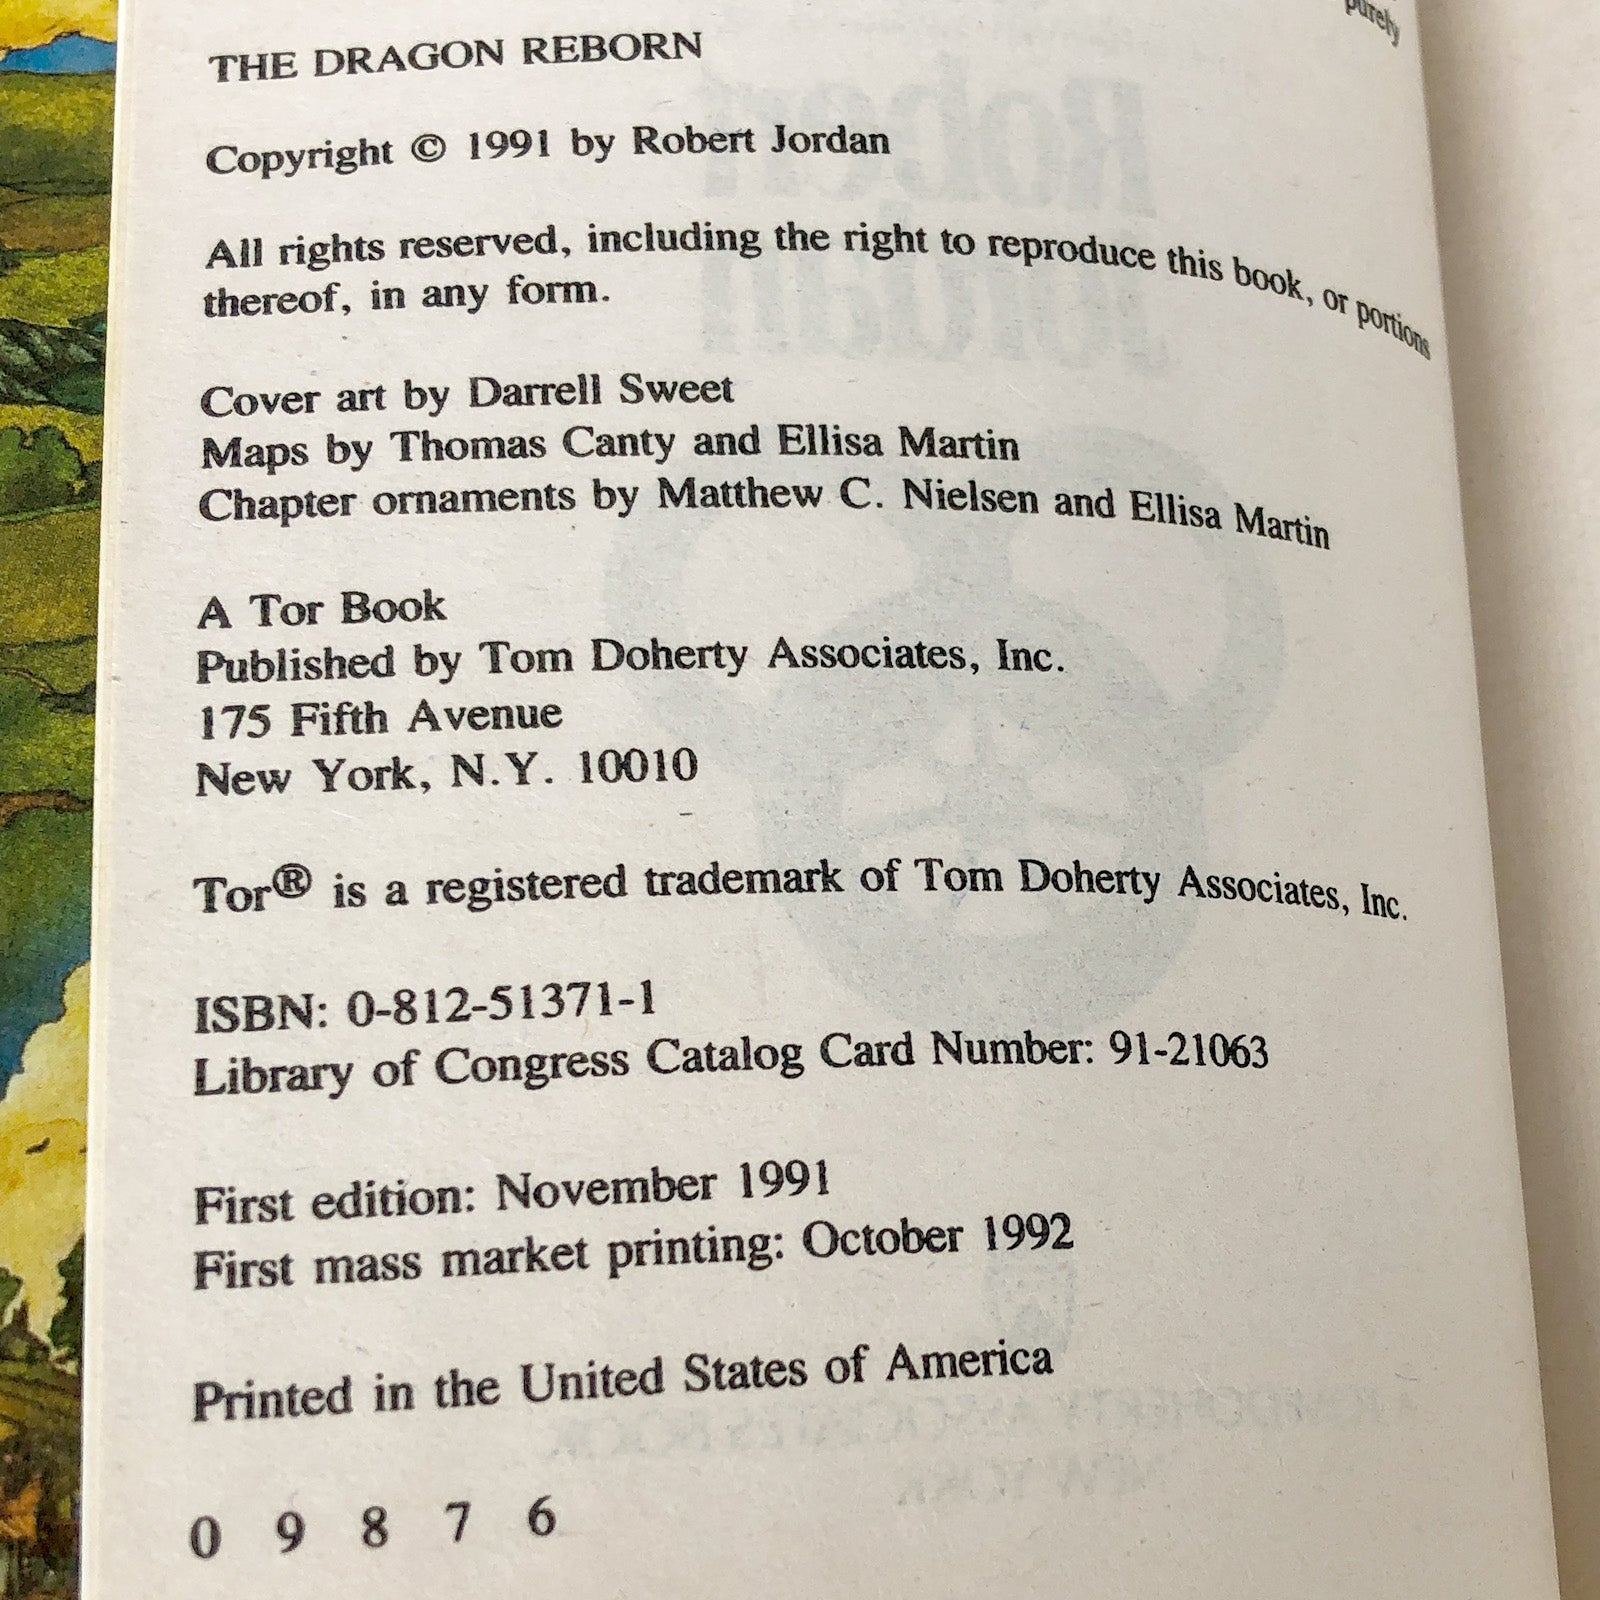 purely
THE DRAGON REBORN
Copyright © 1991 by Robert Jordan
All rights reserved, including the right to reproduce this book, or portions
thereof, in any form.
Cover art by Darrell Sweet
Maps by Thomas Canty and Ellisa Martin
Chapter ornaments by Matthew C. Nielsen and Ellisa Martin
A Tor Book
Published by Tom Doherty Associates, Inc.
175 Fifth Avenue
New York, N.Y. 10010
Tor® is a registered trademark of Tom Doherty Associates, Inc.
ISBN: 0-812-51371-1
Library of Congress Catalog Card Number: 91-21063
First edition: November 1991
First mass market printing: October 1992
Printed in the United States of America
0 9 8 7 6